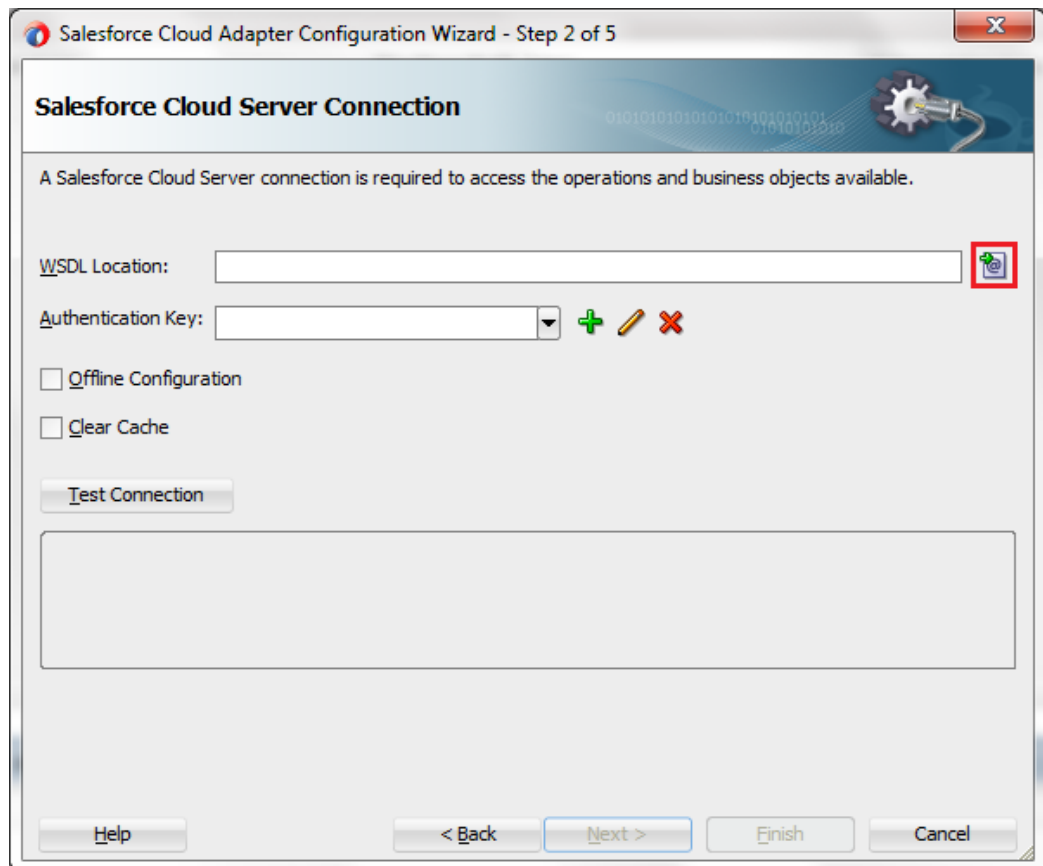 Salesforce Cloud Adapter Configuration Wizard - Step 2 of 5
X
Salesforce Cloud Server Connection
A Salesforce Cloud Server connection is required to access the operations and business objects available.
WSDL Location:
Authentication Key:
Offline Configuration
Clear Cache
Test Connection
Help < Back Next > Finish Cancel